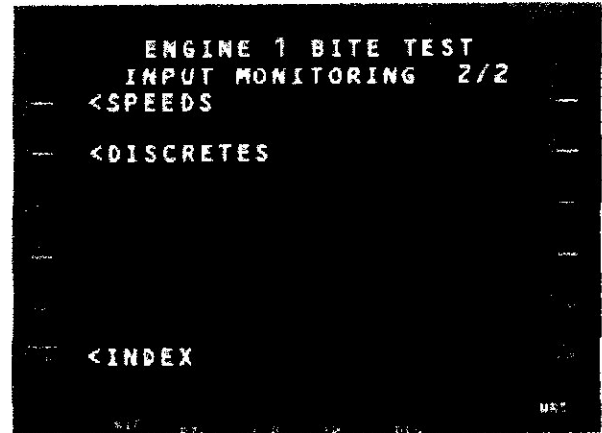 ENGINE 1 BITE TEST
INPUT MONITORING 2/2
<SPEEDS
<DISCRETES
<INDEX